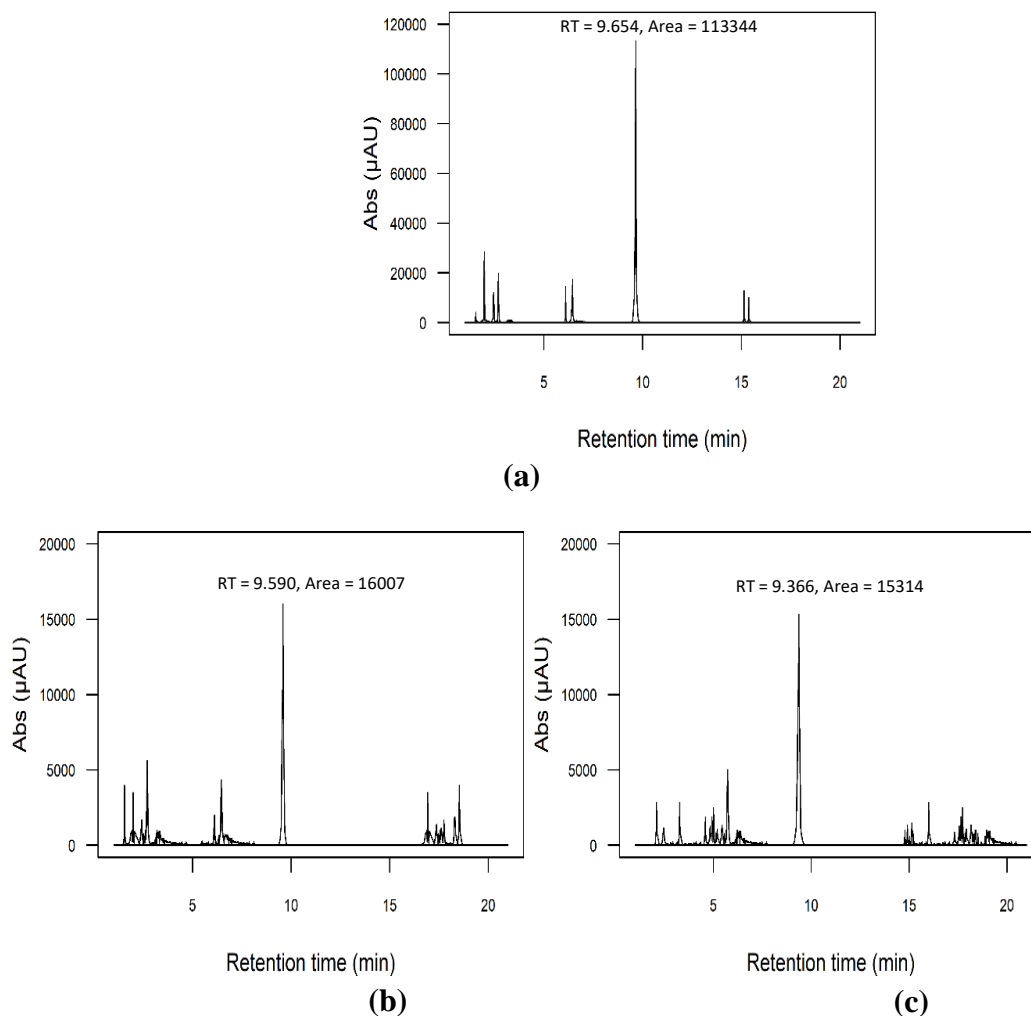 RT = 9.654, Area = 113344
120000
100000
80000
60000
40000
20000
0
Abs (µAU)
5 10 15 20
Retention time (min)
(a)
RT = 9.590, Area = 16007
20000
15000
10000
5000
0
Abs (µAU)
5 10 15 20
Retention time (min)
(b)
RT = 9.366, Area = 15314
20000
15000
10000
5000
0
Abs (µAU)
5 10 15 20
Retention time (min)
(c)